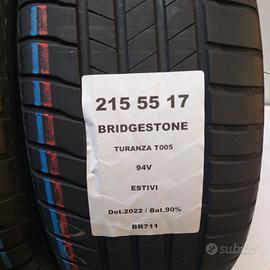 215 55 17
BRIDGESTONE
TURANZA T005
94V
ESTIVI
Dot.2022 / Bat.90%
BR711
subito